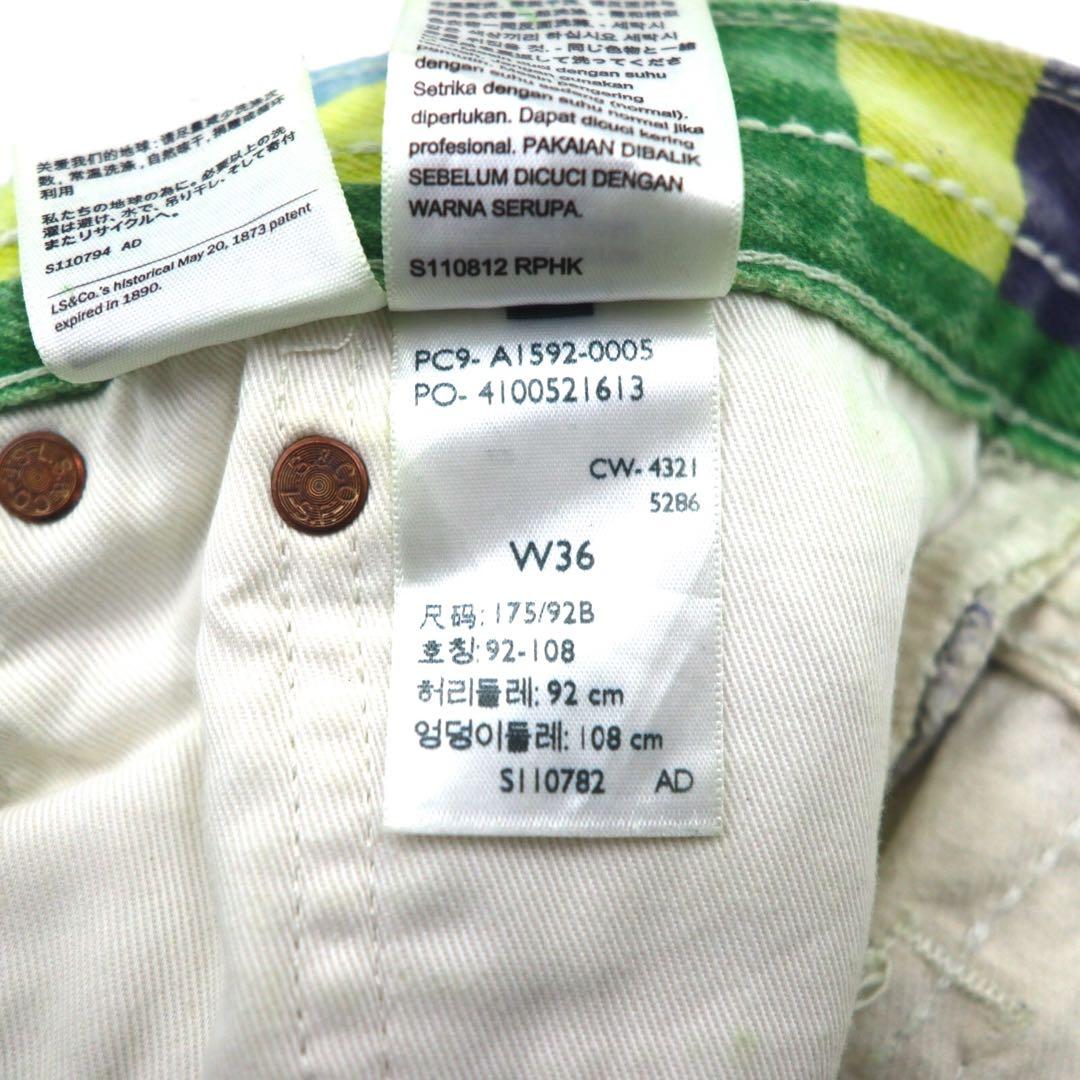 关爱我们的地球: 请尽量减少洗涤次
数, 常温洗涤, 自然晾干, 捐赠或循环
利用
私たちの地球の為に。必要以上の洗
濯は避け、水で、吊り干し、そして寄付
またリサイクルへ。
S110794 AD
LS&Co.'s historical May 20, 1873 patent
expired in 1890.
dengan suhu
Setrika dengan suhu sedang (normal).
diperlukan. Dapat dicuci kering
profesional. PAKAIAN DIBALIK
SEBELUM DICUCI DENGAN
WARNA SERUPA.
S110812 RPHK
PC9- A1592-0005
PO- 4100521613
CW- 4321
5286
W36
尺码: 175/92B
호칭: 92-108
허리둘레: 92 cm
엉덩이둘레: 108 cm
S110782 AD